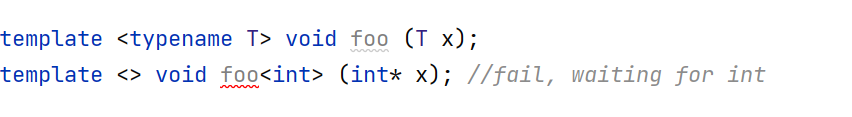 template <typename T> void foo (T x);
template <> void foo<int> (int* x); //fail, waiting for int